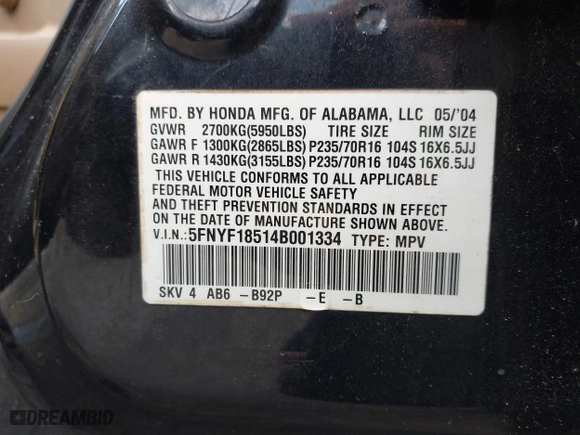 MFD. BY HONDA MFG. OF ALABAMA, LLC 05/'04
GVWR 2700KG(5950LBS) TIRE SIZE RIM SIZE
GAWR F 1300KG(2865LBS) P235/70R16 104S 16X6.5JJ
GAWR R 1430KG(3155LBS) P235/70R16 104S 16X6.5JJ
THIS VEHICLE CONFORMS TO ALL APPLICABLE
FEDERAL MOTOR VEHICLE SAFETY
AND THEFT PREVENTION STANDARDS IN EFFECT
ON THE DATE OF MANUFACTURE SHOWN ABOVE.
V.I.N.:5FNYF18514B001334 TYPE: MPV
SKV 4 AB6 -B92P -E -B
DREAMBID